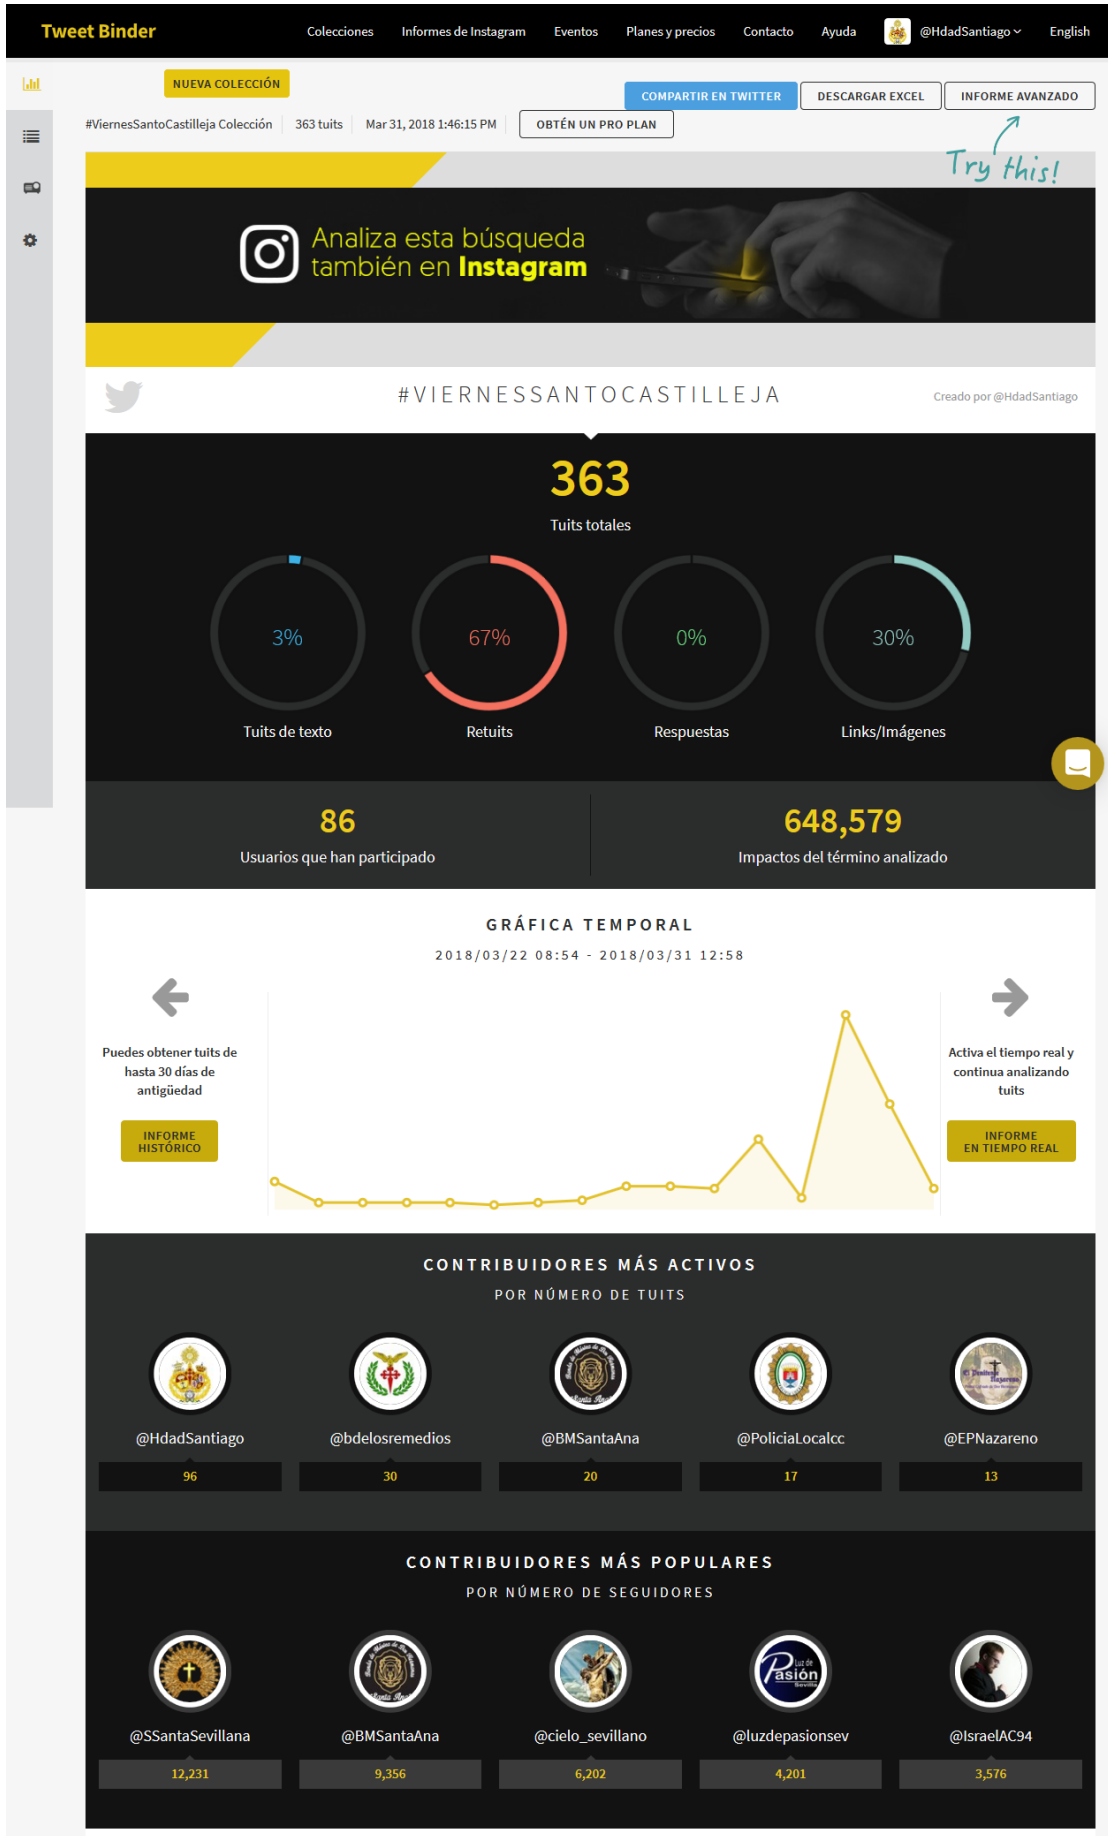 Tweet Binder
Colecciones Informes de Instagram Eventos Planes y precios Contacto Ayuda @HdadSantiago English
NUEVA COLECCIÓN
COMPARTIR EN TWITTER DESCARGAR EXCEL INFORME AVANZADO
#ViernesSantoCastilleja Colección 363 tuits Mar 31, 2018 1:46:15 PM OBTÉN UN PRO PLAN
Try this!
Analiza esta búsqueda
también en Instagram
#VIERNESSANTOCASTILLEJA
Creado por @HdadSantiago
363
Tuits totales
3% 67% 0% 30%
Tuits de texto Retuits Respuestas Links/Imágenes
86 648,579
Usuarios que han participado Impactos del término analizado
GRÁFICA TEMPORAL
2018/03/22 08:54 - 2018/03/31 12:58
Puedes obtener tuits de
hasta 30 días de
antigüedad
INFORME
HISTÓRICO
Activa el tiempo real y
continua analizando
tuits
INFORME
EN TIEMPO REAL
CONTRIBUIDORES MÁS ACTIVOS
POR NÚMERO DE TUITS
@HdadSantiago @bdelosremedios @BMSantaAna @PoliciaLocalcc @EPNazareno
96 30 20 17 13
CONTRIBUIDORES MÁS POPULARES
POR NÚMERO DE SEGUIDORES
Luz de
Pasión
Sevilla
@SSantaSevillana @BMSantaAna @cielo_sevillano @luzdepasionsev @IsraelAC94
12,231 9,356 6,202 4,201 3,576